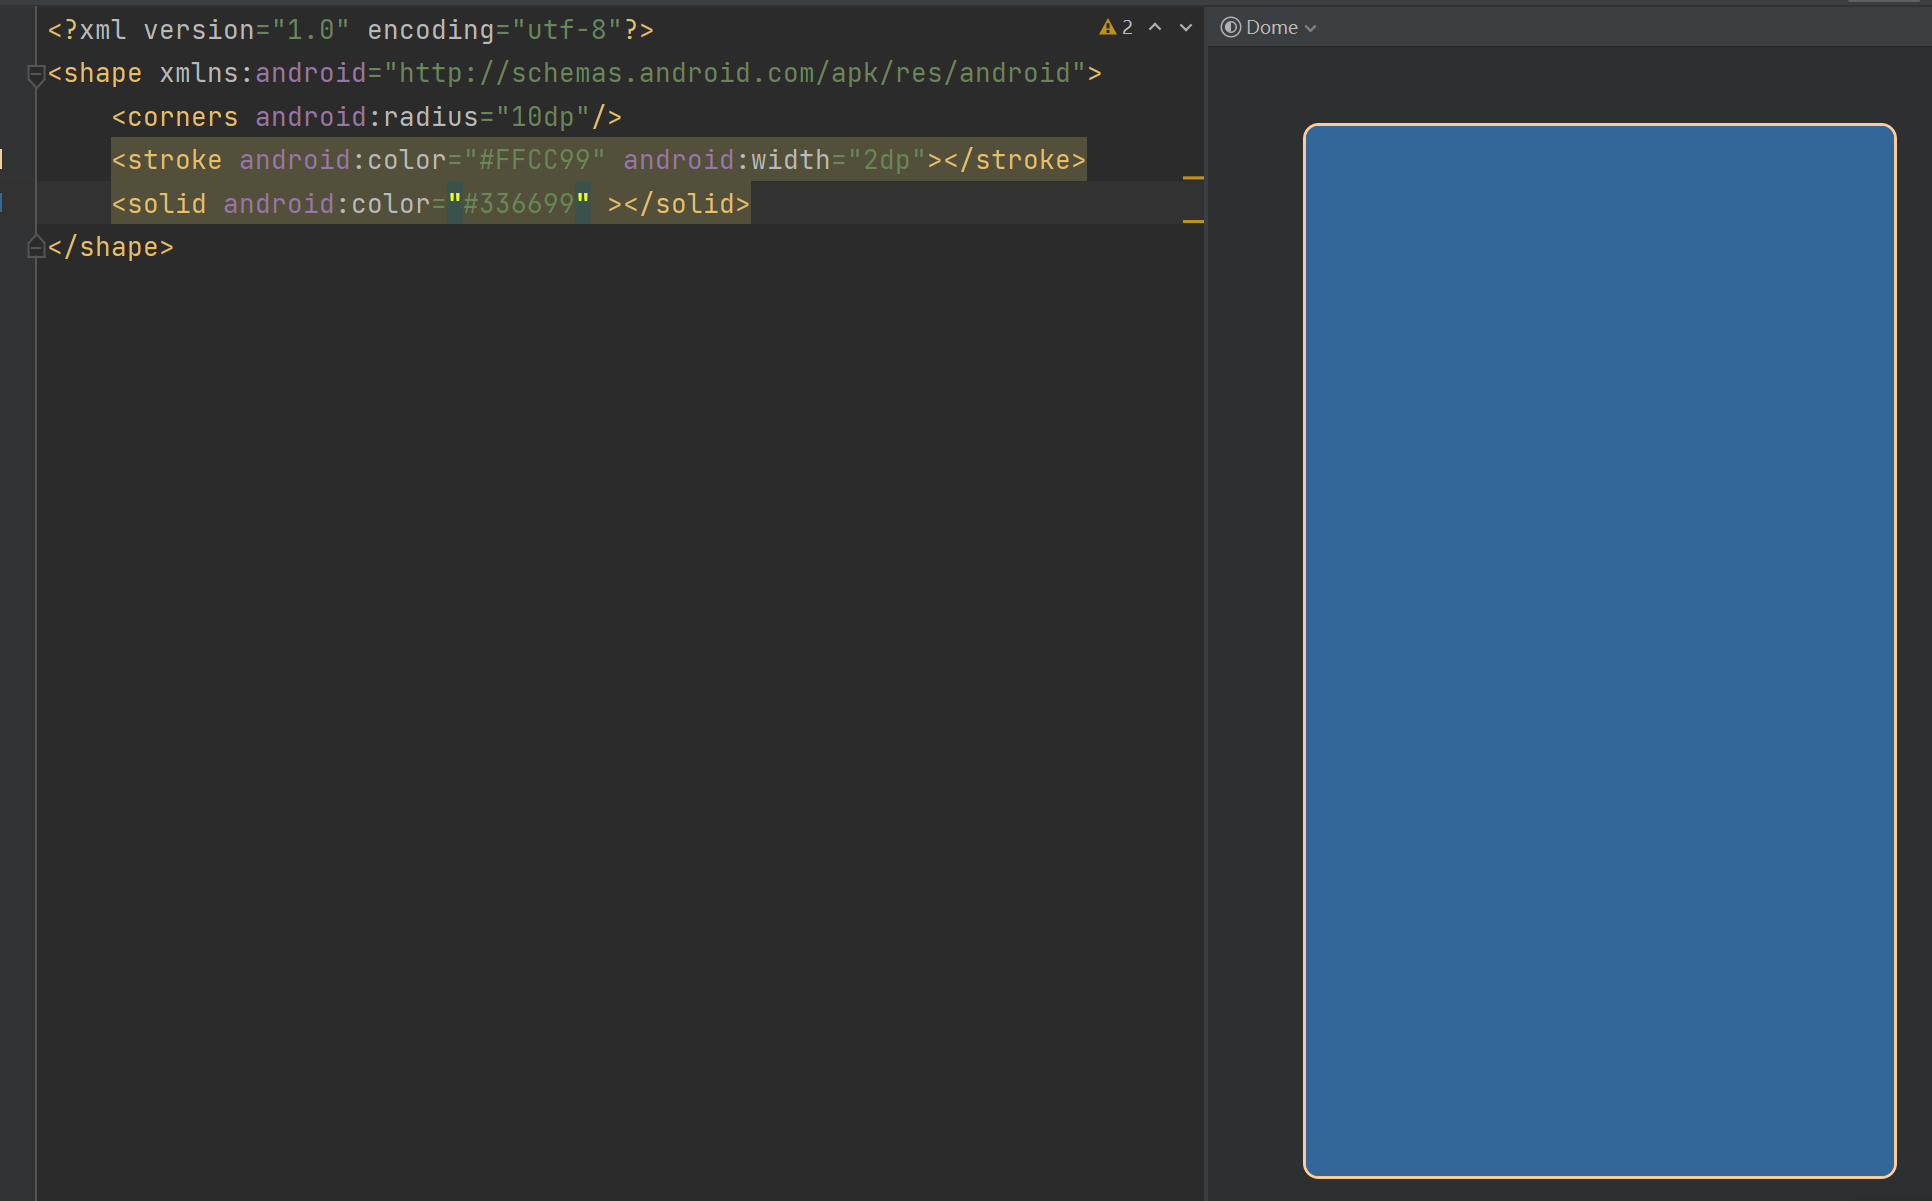 <?xml version="1.0" encoding="utf-8"?>
<shape xmlns:android="http://schemas.android.com/apk/res/android">
    <corners android:radius="10dp"/>
    <stroke android:color="#FFCC99" android:width="2dp"></stroke>
    <solid android:color="#336699" ></solid>
</shape>
2
Dome